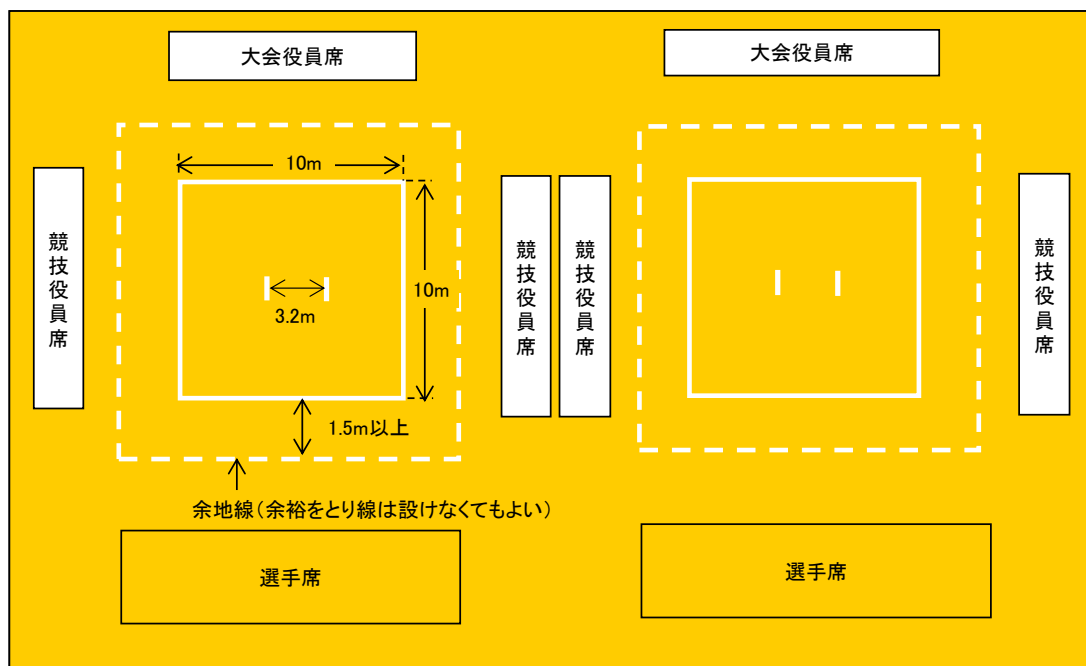 大会役員席
大会役員席
10m
競技役員席
競技役員席
競技役員席
競技役員席
10m
3.2m
1.5m以上
余地線(余裕をとり線は設けなくてもよい)
選手席
選手席